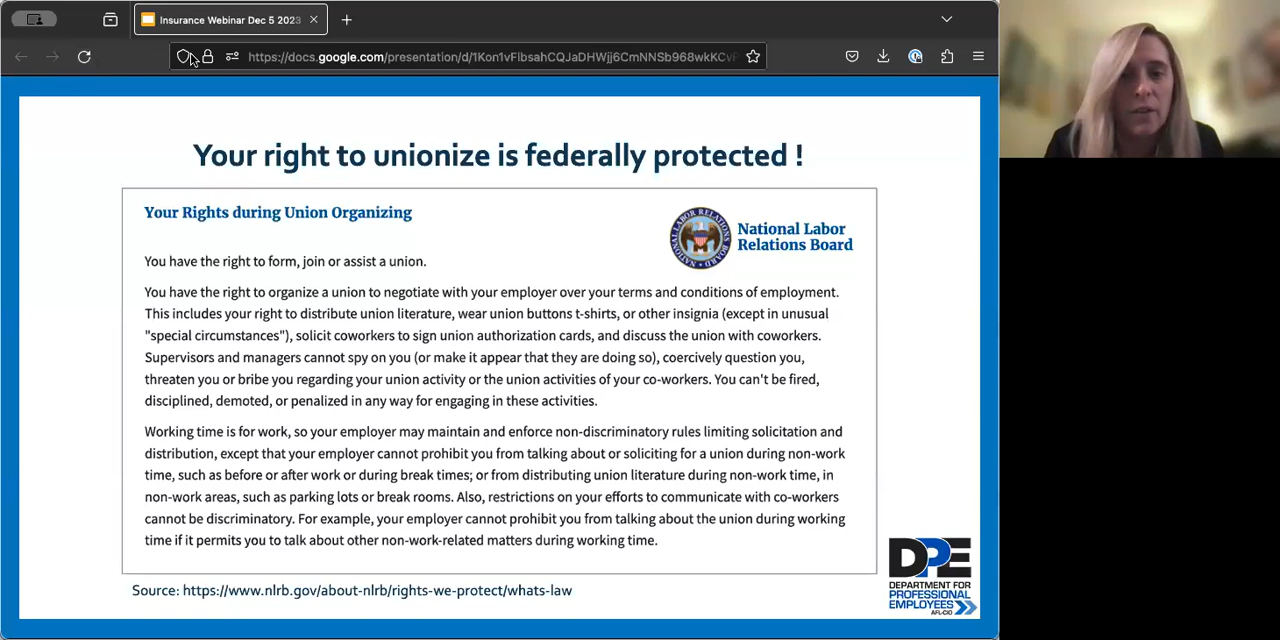 Insurance Webinar Dec 5 2023
https://docs.google.com/presentation/d/1Kon1vFlbsahCQJaDHWjj6CmNNSb968wkKCvF
Your right to unionize is federally protected !
Your Rights during Union Organizing
NATIONAL LABOR RELATIONS BOARD
National Labor
Relations Board
You have the right to form, join or assist a union.
You have the right to organize a union to negotiate with your employer over your terms and conditions of employment.
This includes your right to distribute union literature, wear union buttons t-shirts, or other insignia (except in unusual
"special circumstances"), solicit coworkers to sign union authorization cards, and discuss the union with coworkers.
Supervisors and managers cannot spy on you (or make it appear that they are doing so), coercively question you,
threaten you or bribe you regarding your union activity or the union activities of your co-workers. You can't be fired,
disciplined, demoted, or penalized in any way for engaging in these activities.
Working time is for work, so your employer may maintain and enforce non-discriminatory rules limiting solicitation and
distribution, except that your employer cannot prohibit you from talking about or soliciting for a union during non-work
time, such as before or after work or during break times; or from distributing union literature during non-work time, in
non-work areas, such as parking lots or break rooms. Also, restrictions on your efforts to communicate with co-workers
cannot be discriminatory. For example, your employer cannot prohibit you from talking about the union during working
time if it permits you to talk about other non-work-related matters during working time.
Source: https://www.nlrb.gov/about-nlrb/rights-we-protect/whats-law
DPE
DEPARTMENT FOR
PROFESSIONAL
EMPLOYEES
AFL-CIO